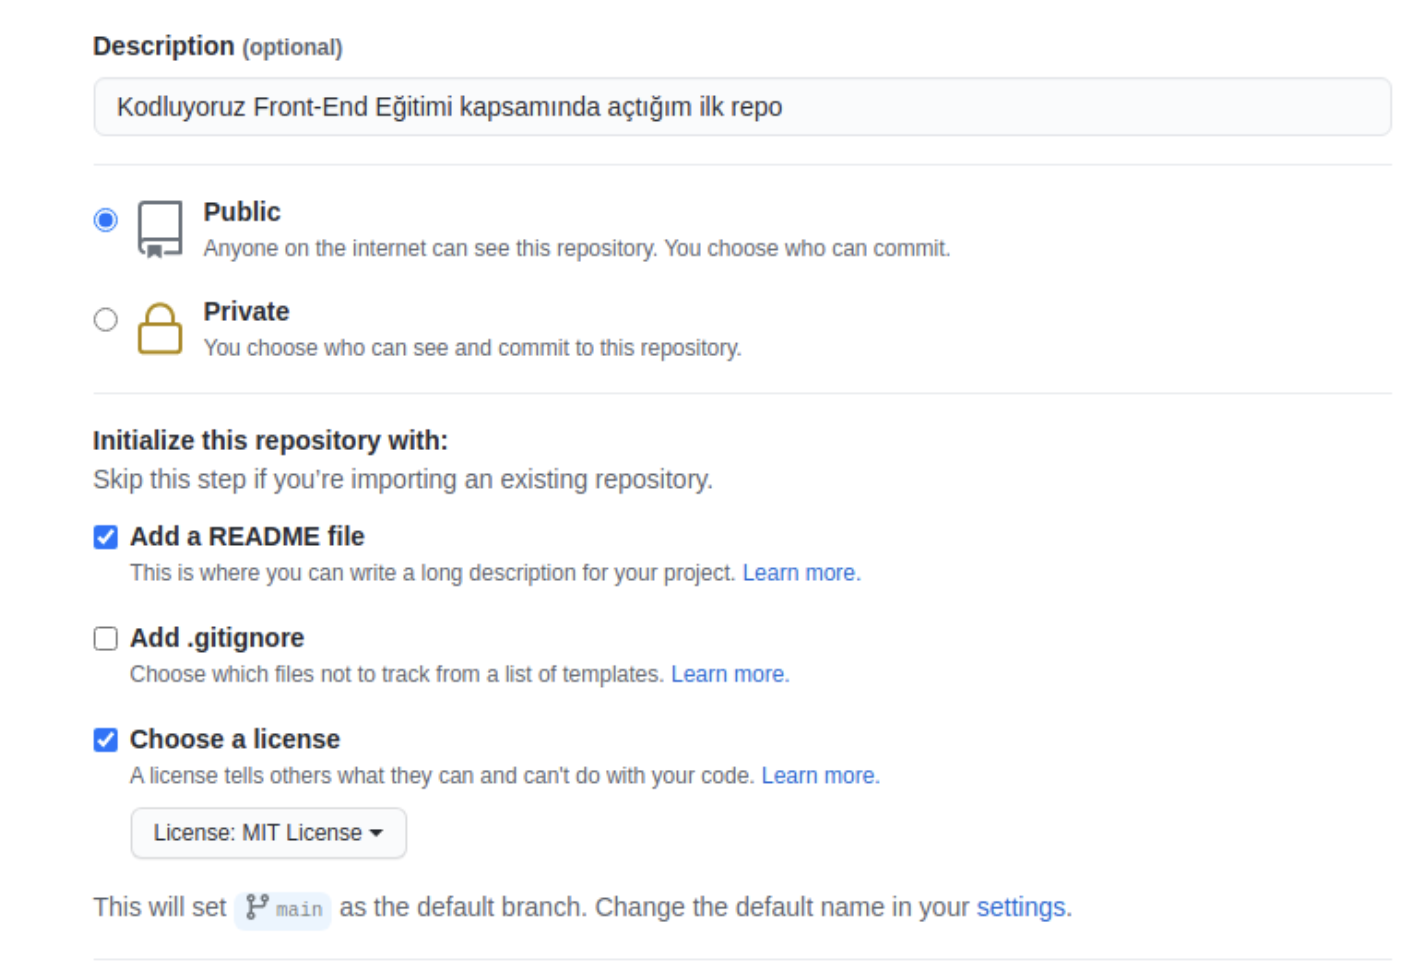 Description (optional)
Kodluyoruz Front-End Eğitimi kapsamında açtığım ilk repo
Public
Anyone on the internet can see this repository. You choose who can commit.
Private
You choose who can see and commit to this repository.
Initialize this repository with:
Skip this step if you’re importing an existing repository.
Add a README file
This is where you can write a long description for your project. Learn more.
Add .gitignore
Choose which files not to track from a list of templates. Learn more.
Choose a license
A license tells others what they can and can't do with your code. Learn more.
License: MIT License
This will set main as the default branch. Change the default name in your settings.